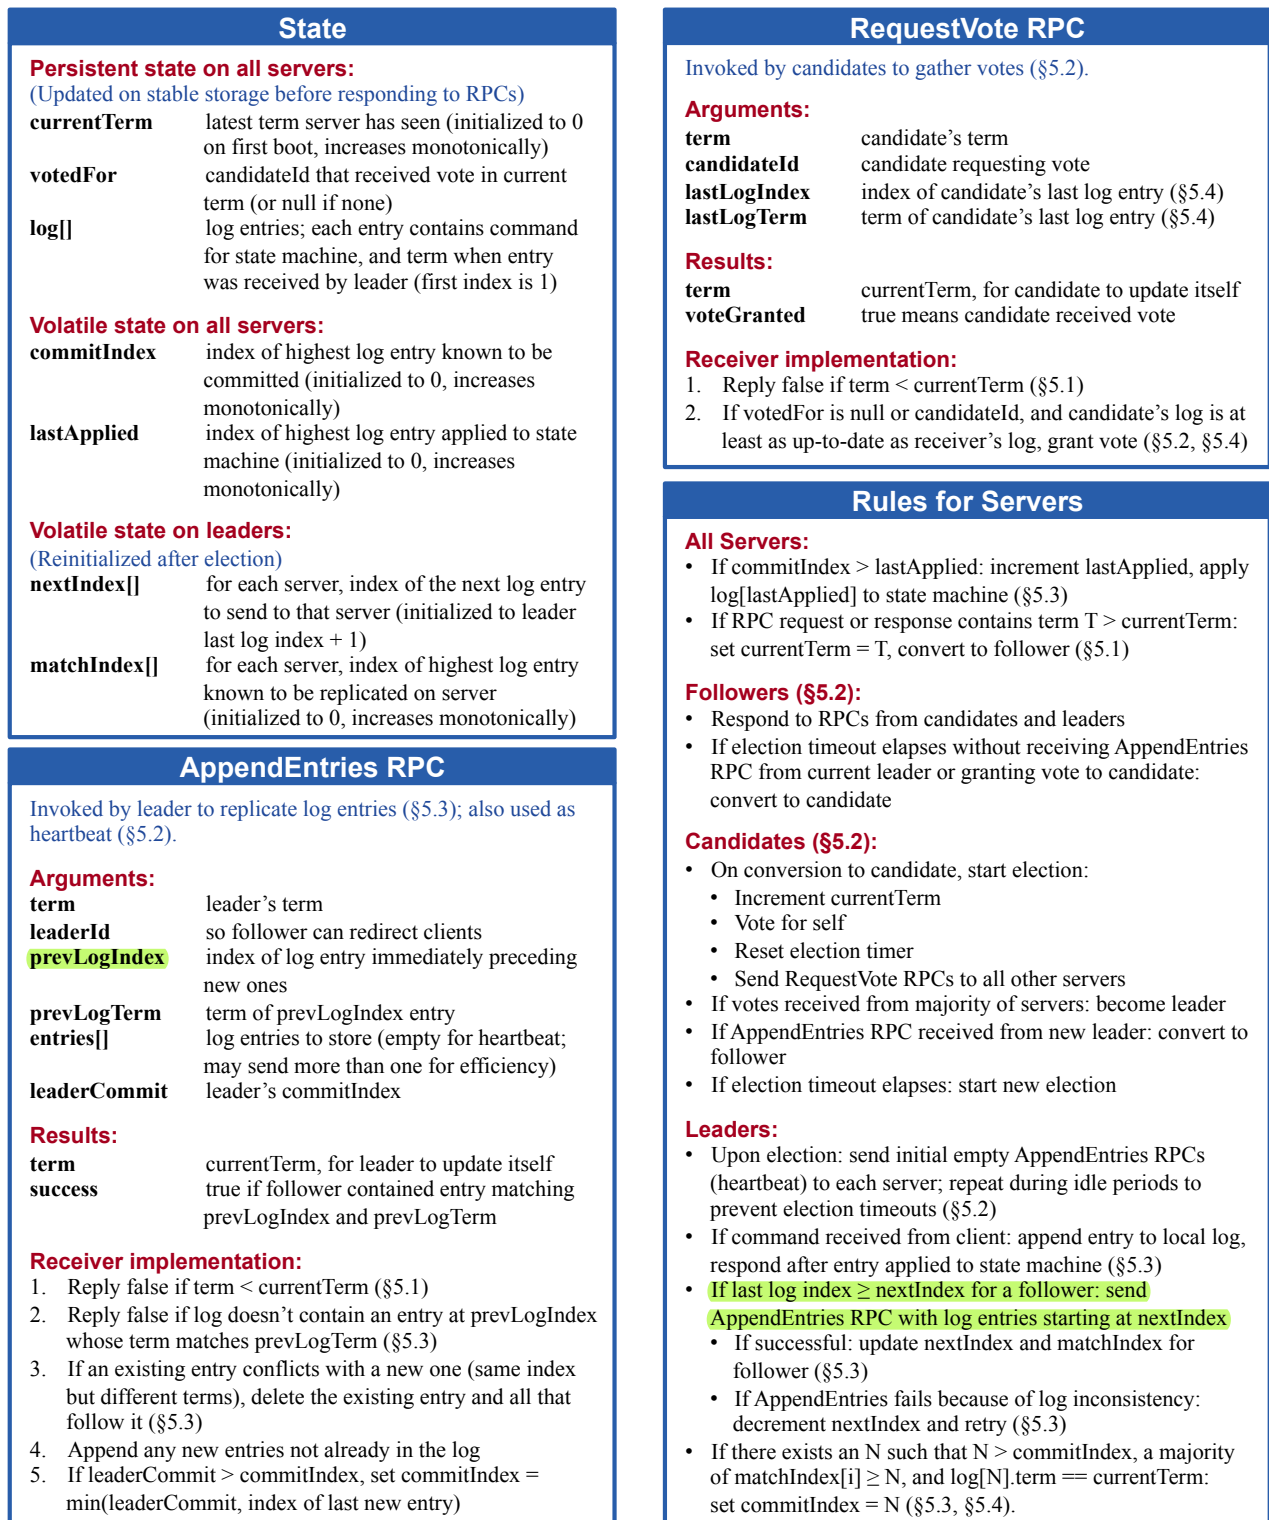 State
Persistent state on all servers:
(Updated on stable storage before responding to RPCs)
currentTerm latest term server has seen (initialized to 0
on first boot, increases monotonically)
votedFor candidateId that received vote in current
term (or null if none)
log[] log entries; each entry contains command
for state machine, and term when entry
was received by leader (first index is 1)
Volatile state on all servers:
commitIndex index of highest log entry known to be
committed (initialized to 0, increases
monotonically)
lastApplied index of highest log entry applied to state
machine (initialized to 0, increases
monotonically)
Volatile state on leaders:
(Reinitialized after election)
nextIndex[] for each server, index of the next log entry
to send to that server (initialized to leader
last log index + 1)
matchIndex[] for each server, index of highest log entry
known to be replicated on server
(initialized to 0, increases monotonically)
AppendEntries RPC
Invoked by leader to replicate log entries (§5.3); also used as
heartbeat (§5.2).
Arguments:
term leader’s term
leaderId so follower can redirect clients
prevLogIndex index of log entry immediately preceding
new ones
prevLogTerm term of prevLogIndex entry
entries[] log entries to store (empty for heartbeat;
may send more than one for efficiency)
leaderCommit leader’s commitIndex
Results:
term currentTerm, for leader to update itself
success true if follower contained entry matching
prevLogIndex and prevLogTerm
Receiver implementation:
1. Reply false if term < currentTerm (§5.1)
2. Reply false if log doesn’t contain an entry at prevLogIndex
whose term matches prevLogTerm (§5.3)
3. If an existing entry conflicts with a new one (same index
but different terms), delete the existing entry and all that
follow it (§5.3)
4. Append any new entries not already in the log
5. If leaderCommit > commitIndex, set commitIndex =
min(leaderCommit, index of last new entry)
RequestVote RPC
Invoked by candidates to gather votes (§5.2).
Arguments:
term candidate’s term
candidateId candidate requesting vote
lastLogIndex index of candidate’s last log entry (§5.4)
lastLogTerm term of candidate’s last log entry (§5.4)
Results:
term currentTerm, for candidate to update itself
voteGranted true means candidate received vote
Receiver implementation:
1. Reply false if term < currentTerm (§5.1)
2. If votedFor is null or candidateId, and candidate’s log is at
least as up-to-date as receiver’s log, grant vote (§5.2, §5.4)
Rules for Servers
All Servers:
• If commitIndex > lastApplied: increment lastApplied, apply
log[lastApplied] to state machine (§5.3)
• If RPC request or response contains term T > currentTerm:
set currentTerm = T, convert to follower (§5.1)
Followers (§5.2):
• Respond to RPCs from candidates and leaders
• If election timeout elapses without receiving AppendEntries
RPC from current leader or granting vote to candidate:
convert to candidate
Candidates (§5.2):
• On conversion to candidate, start election:
• Increment currentTerm
• Vote for self
• Reset election timer
• Send RequestVote RPCs to all other servers
• If votes received from majority of servers: become leader
• If AppendEntries RPC received from new leader: convert to
follower
• If election timeout elapses: start new election
Leaders:
• Upon election: send initial empty AppendEntries RPCs
(heartbeat) to each server; repeat during idle periods to
prevent election timeouts (§5.2)
• If command received from client: append entry to local log,
respond after entry applied to state machine (§5.3)
• If last log index ≥ nextIndex for a follower: send
AppendEntries RPC with log entries starting at nextIndex
• If successful: update nextIndex and matchIndex for
follower (§5.3)
• If AppendEntries fails because of log inconsistency:
decrement nextIndex and retry (§5.3)
• If there exists an N such that N > commitIndex, a majority
of matchIndex[i] ≥ N, and log[N].term == currentTerm:
set commitIndex = N (§5.3, §5.4).